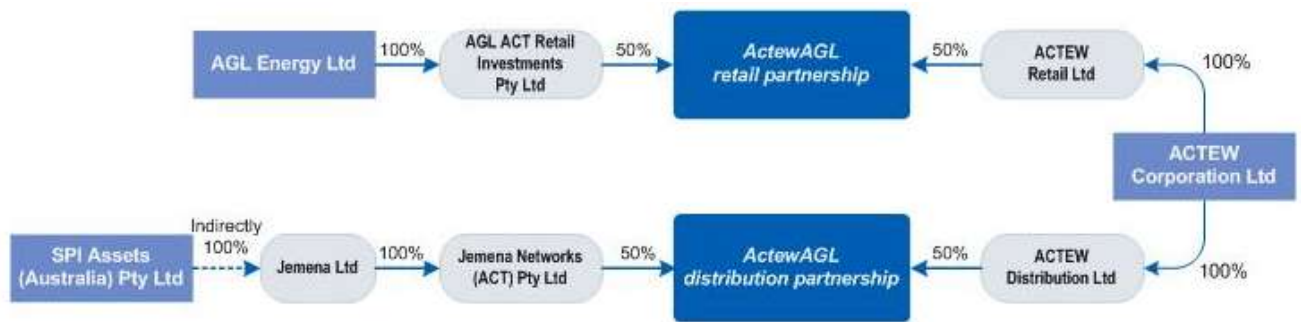 AGL Energy Ltd
100%
AGL ACT Retail
Investments
Pty Ltd
50%
ActewAGL
retail partnership
50%
ACTEW
Retail Ltd
100%
ACTEW
Corporation Ltd
SPI Assets
(Australia) Pty Ltd
Indirectly
100%
Jemena Ltd
100%
Jemena Networks
(ACT) Pty Ltd
50%
ActewAGL
distribution partnership
50%
ACTEW
Distribution Ltd
100%